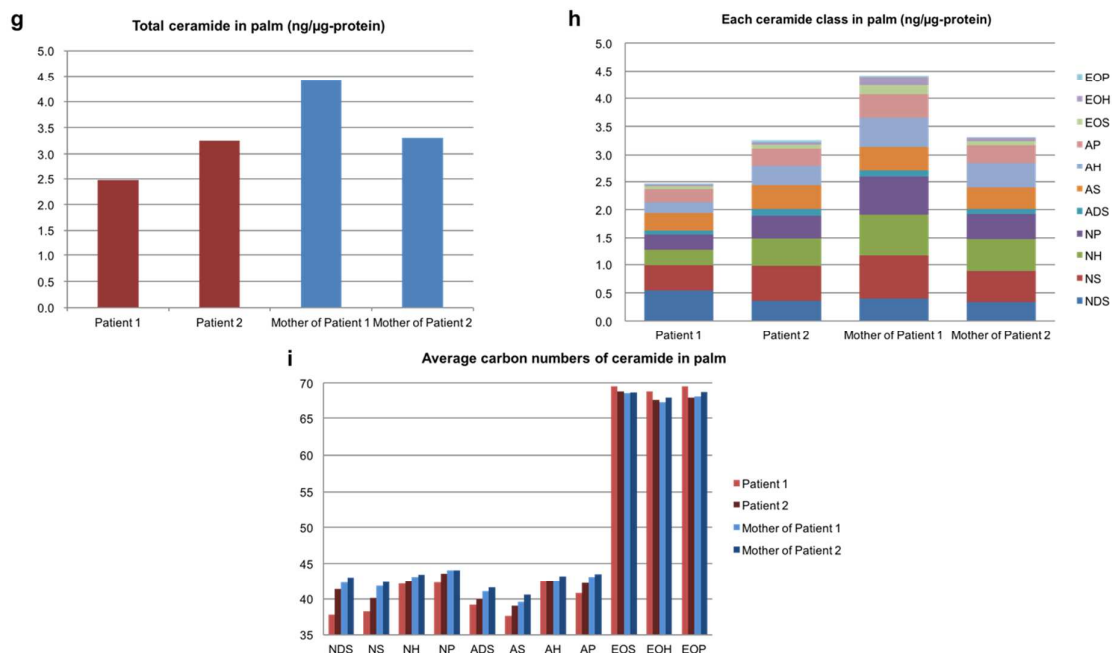 g
Total ceramide in palm (ng/µg-protein)
5.0
4.5
4.0
3.5
3.0
2.5
2.0
1.5
1.0
0.5
0.0
Patient 1
Patient 2
Mother of Patient 1
Mother of Patient 2
h
Each ceramide class in palm (ng/µg-protein)
5.0
4.5
4.0
3.5
3.0
2.5
2.0
1.5
1.0
0.5
0.0
Patient 1
Patient 2
Mother of Patient 1
Mother of Patient 2
EOP
EOH
EOS
AP
AH
AS
ADS
NP
NH
NS
NDS
i
Average carbon numbers of ceramide in palm
70
65
60
55
50
45
40
35
NDS
NS
NH
NP
ADS
AS
AH
AP
EOS
EOH
EOP
Patient 1
Patient 2
Mother of Patient 1
Mother of Patient 2